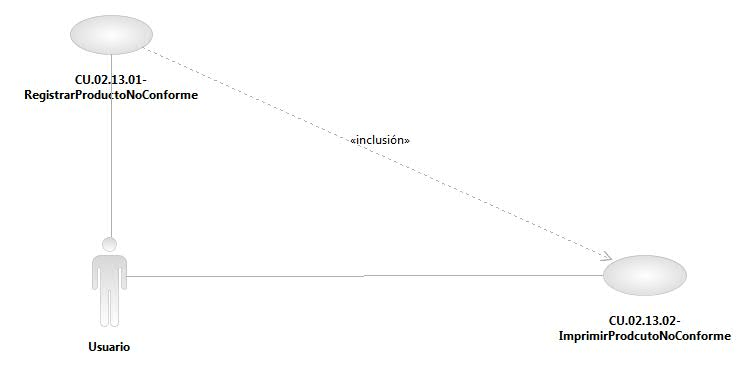 CU.02.13.01-
RegistrarProductoNoConforme
«inclusión»
CU.02.13.02-
ImprimirProdcutoNoConforme
Usuario